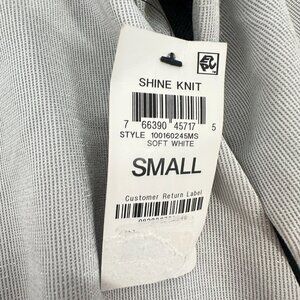 SHINE KNIT
7 66390 45717 5
STYLE 100160245MS
SOFT WHITE
SMALL
Customer Return Label